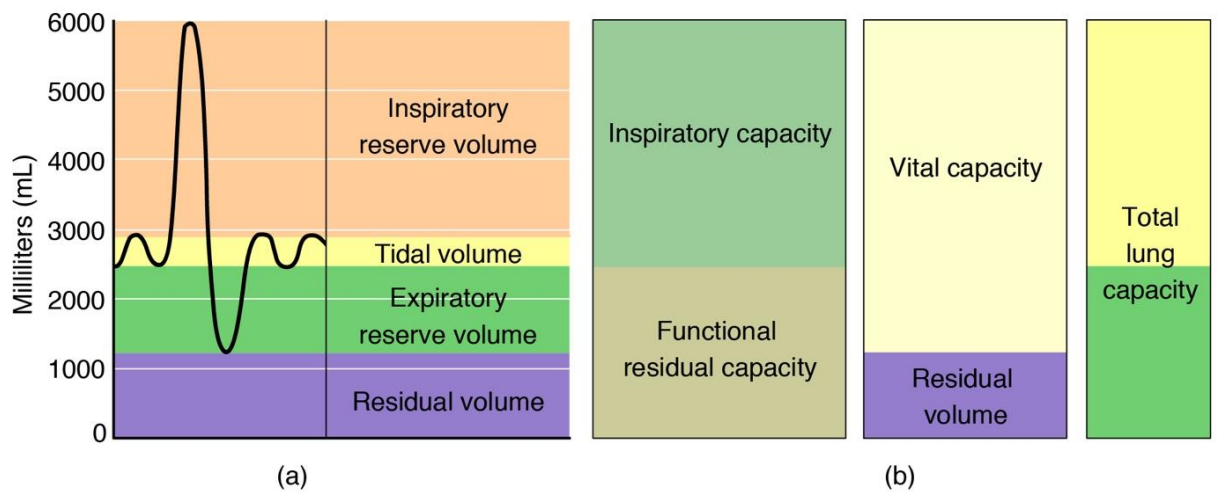 6000
5000
4000
3000
2000
1000
0
Milliliters (mL)
Inspiratory
reserve volume
Tidal volume
Expiratory
reserve volume
Residual volume
(a)
Inspiratory capacity
Functional
residual capacity
Vital capacity
Residual
volume
Total
lung
capacity
(b)